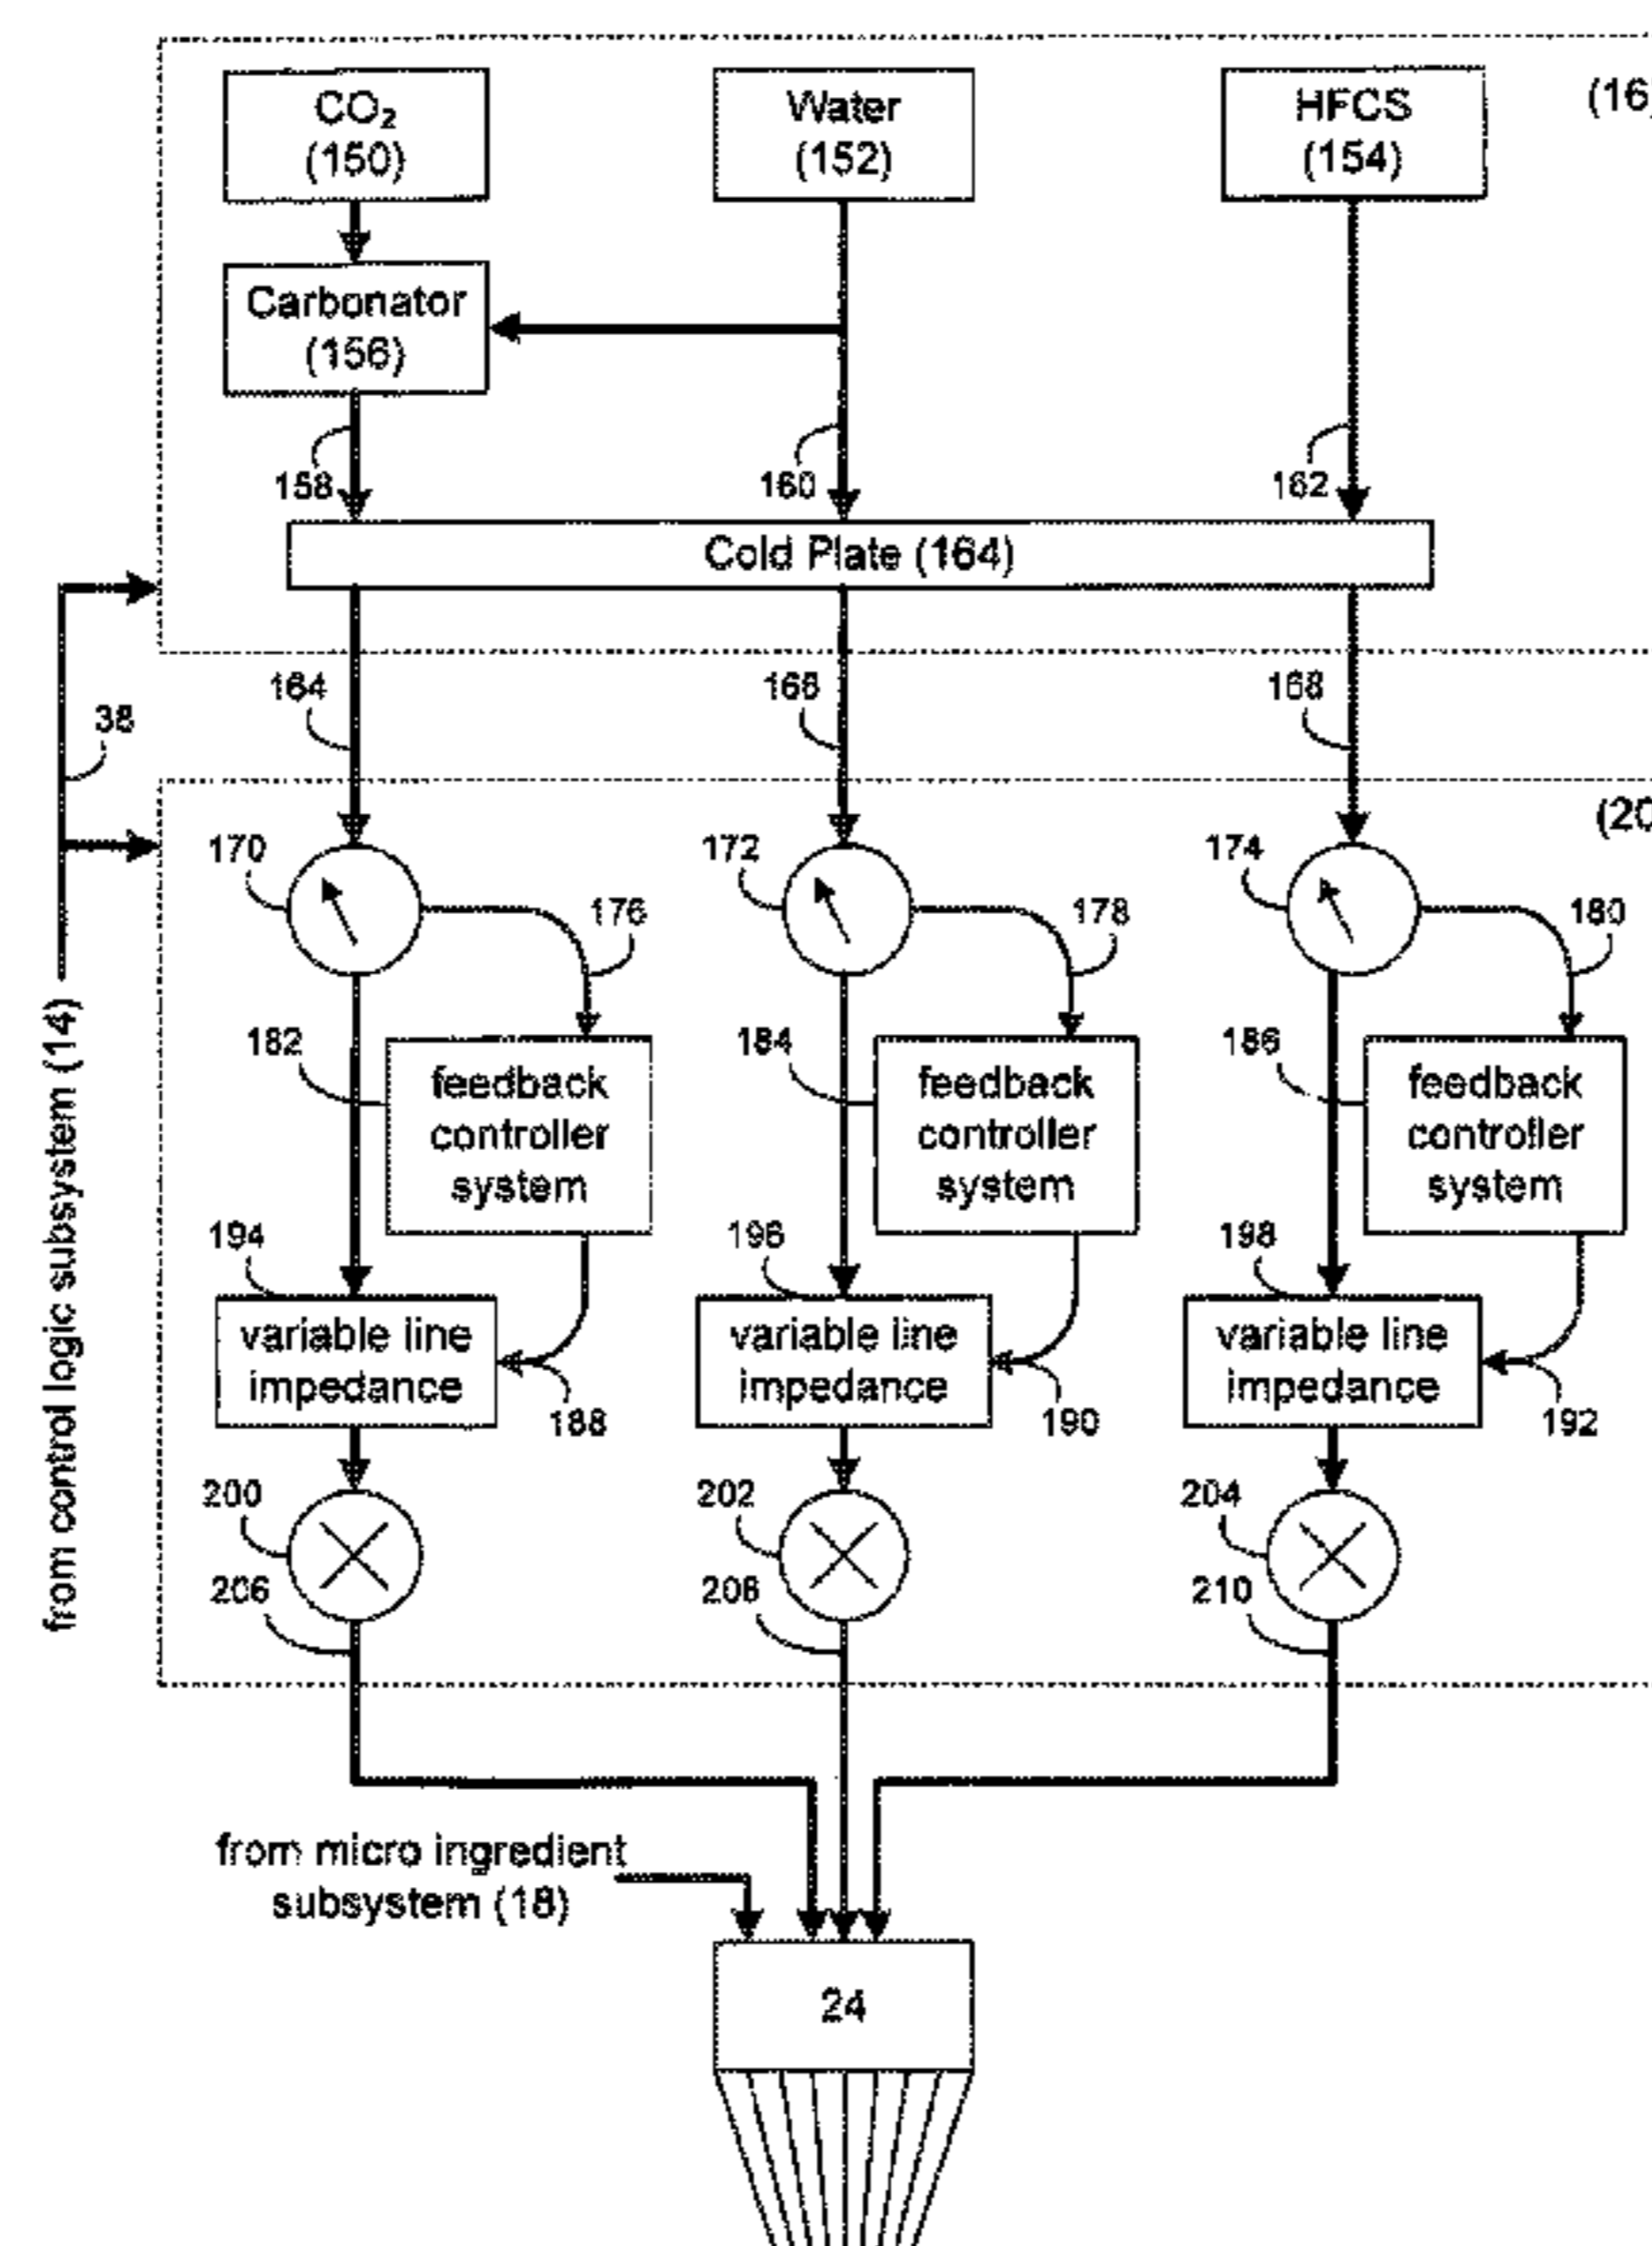 CO₂
(150)
Water
(152)
HFCS
(154)
(16)
Carbonator
(156)
158
160
162
Cold Plate (164)
164
166
168
38
(20
170
172
174
176
178
180
182
184
186
feedback
controller
system
feedback
controller
system
feedback
controller
system
194
196
198
variable line
impedance
variable line
impedance
variable line
impedance
188
190
192
200
202
204
206
208
210
from control logic subsystem (14)
from micro ingredient
subsystem (18)
24